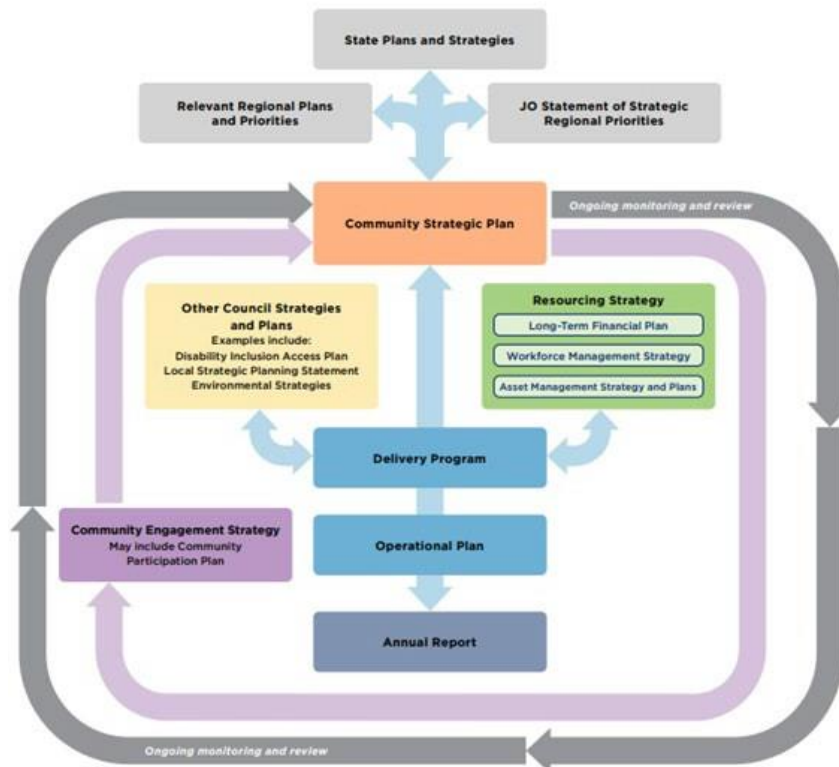 State Plans and Strategies
Relevant Regional Plans
and Priorities
JO Statement of Strategic
Regional Priorities
Community Strategic Plan
Ongoing monitoring and review
Other Council Strategies
and Plans
Examples include:
Disability Inclusion Access Plan
Local Strategic Planning Statement
Environmental Strategies
Resourcing Strategy
Long-Term Financial Plan
Workforce Management Strategy
Asset Management Strategy and Plans
Delivery Program
Community Engagement Strategy
May include Community
Participation Plan
Operational Plan
Annual Report
Ongoing monitoring and review